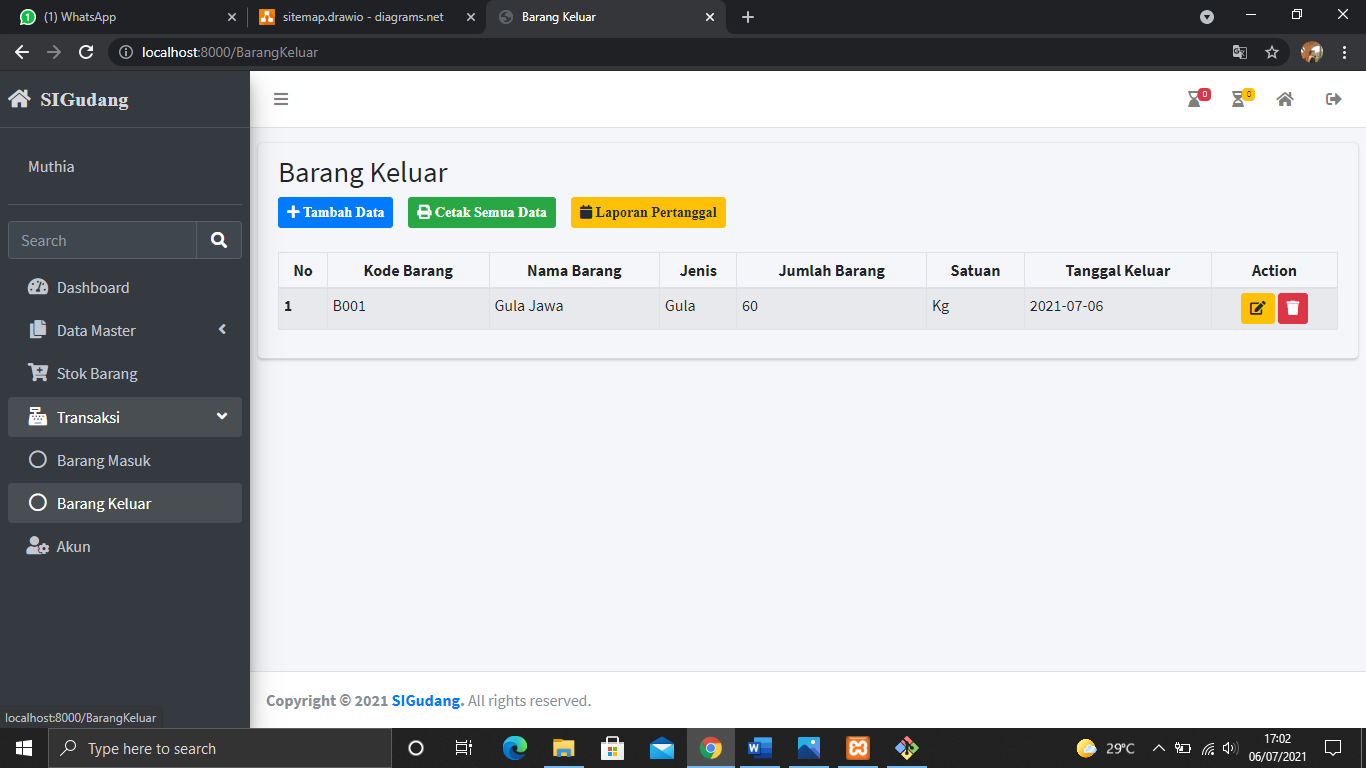 (1) WhatsApp
sitemap.drawio - diagrams.net
Barang Keluar
localhost:8000/BarangKeluar
SIGudang
0
0
Muthia
Search
Dashboard
Data Master
Stok Barang
Transaksi
Barang Masuk
Barang Keluar
Akun
Barang Keluar
Tambah Data Cetak Semua Data Laporan Pertanggal
No Kode Barang Nama Barang Jenis Jumlah Barang Satuan Tanggal Keluar Action
1 B001 Gula Jawa Gula 60 Kg 2021-07-06
Copyright © 2021 SIGudang. All rights reserved.
localhost:8000/BarangKeluar
Type here to search
29°C
17:02
06/07/2021